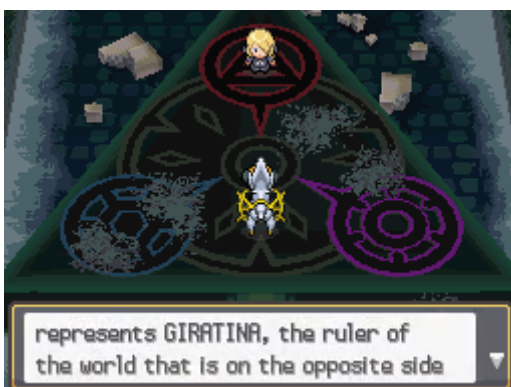 represents GIRATINA, the ruler of
the world that is on the opposite side